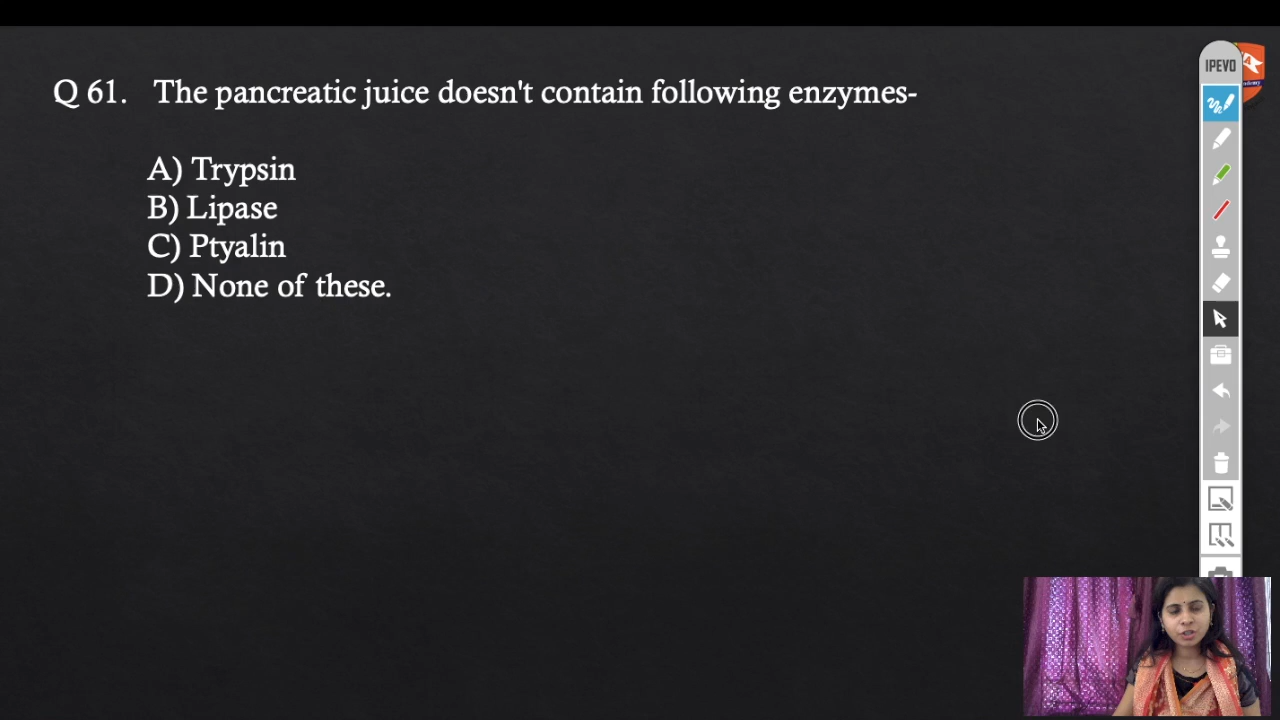 Q 61. The pancreatic juice doesn't contain following enzymes-
A) Trypsin
B) Lipase
C) Ptyalin
D) None of these.
IPEVO